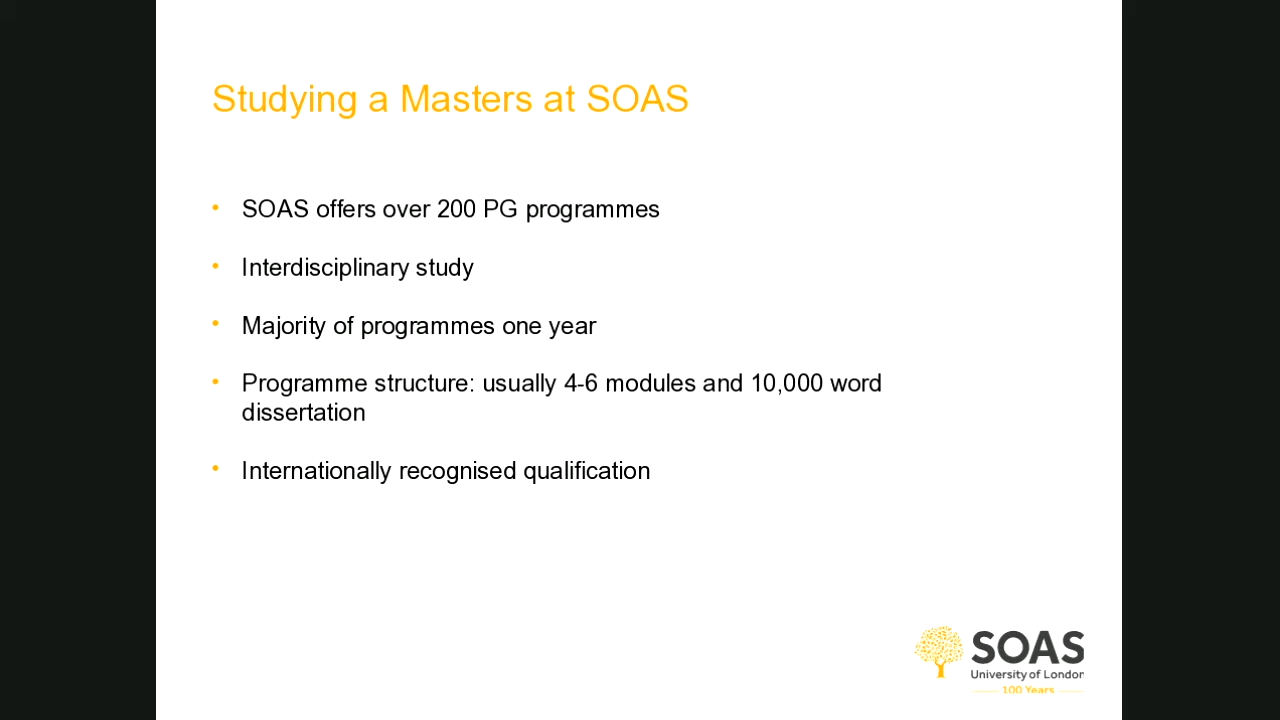 Studying a Masters at SOAS
• SOAS offers over 200 PG programmes
• Interdisciplinary study
• Majority of programmes one year
• Programme structure: usually 4-6 modules and 10,000 word
dissertation
• Internationally recognised qualification
SOAS
University of London
100 Years